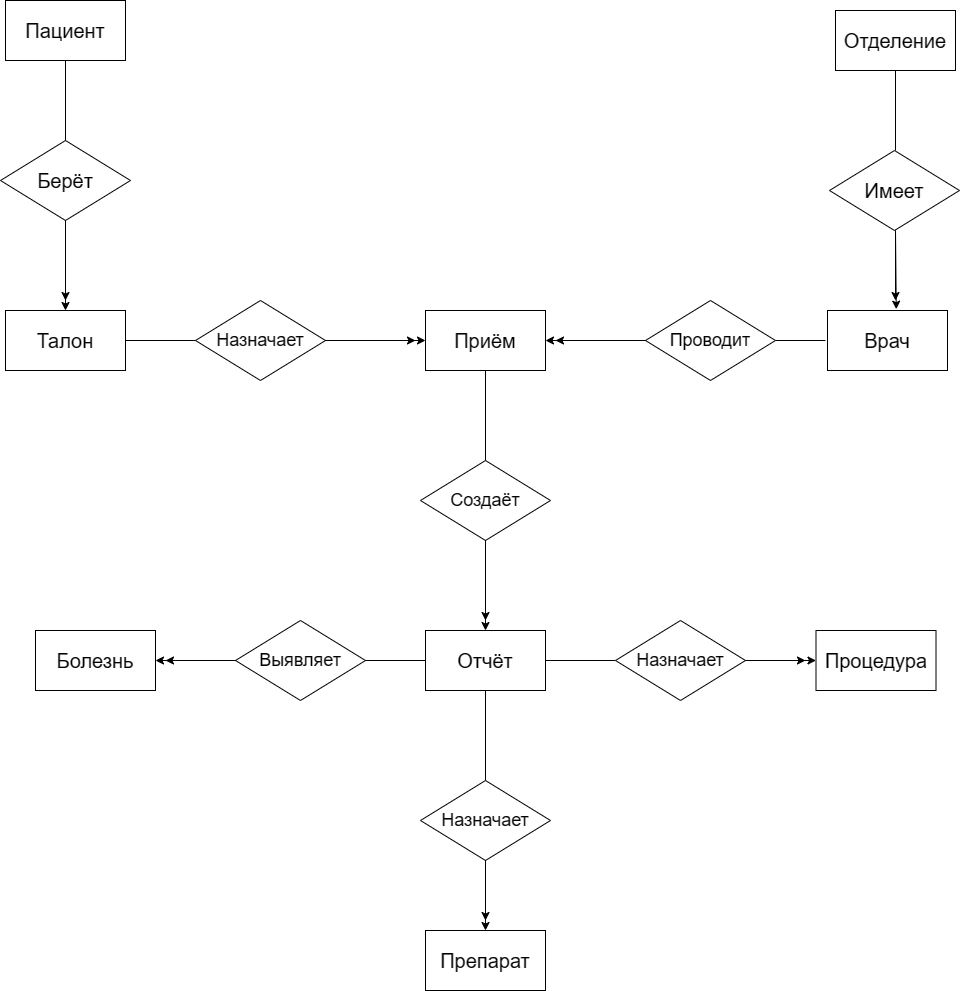 Пациент
Отделение
Берёт
Имеет
Талон
Назначает
Приём
Проводит
Врач
Создаёт
Болезнь
Выявляет
Отчёт
Назначает
Процедура
Назначает
Препарат